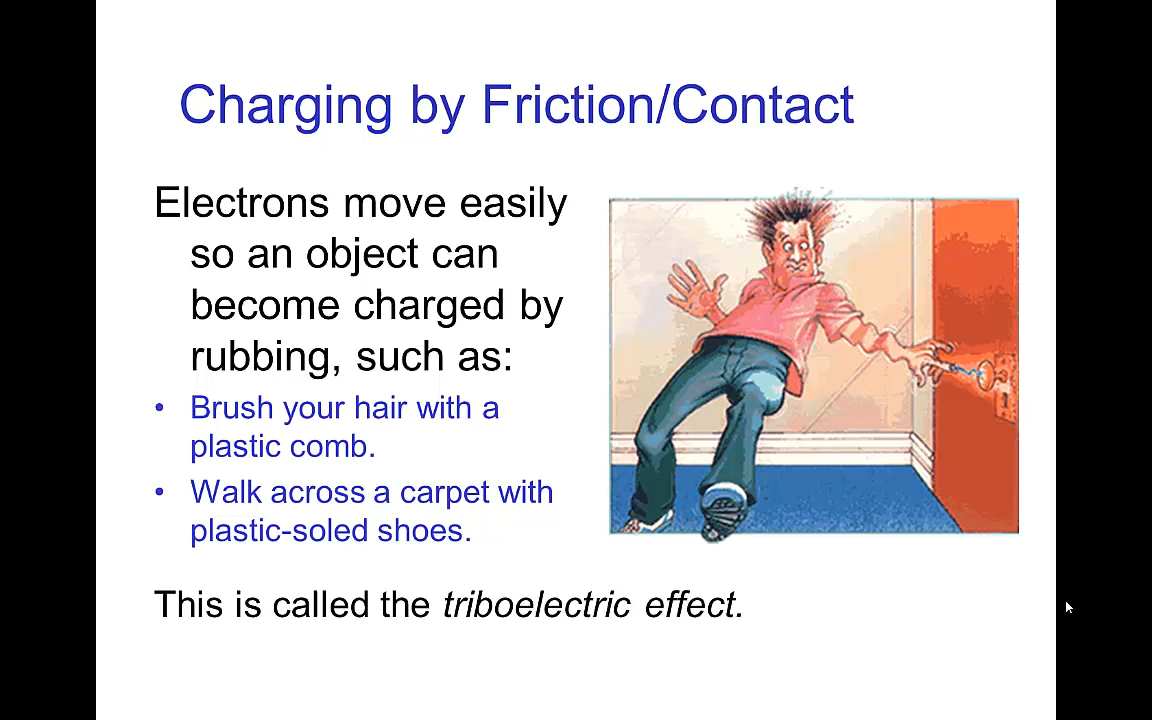 Charging by Friction/Contact
Electrons move easily
so an object can
become charged by
rubbing, such as:
• Brush your hair with a
plastic comb.
• Walk across a carpet with
plastic-soled shoes.
This is called the triboelectric effect.